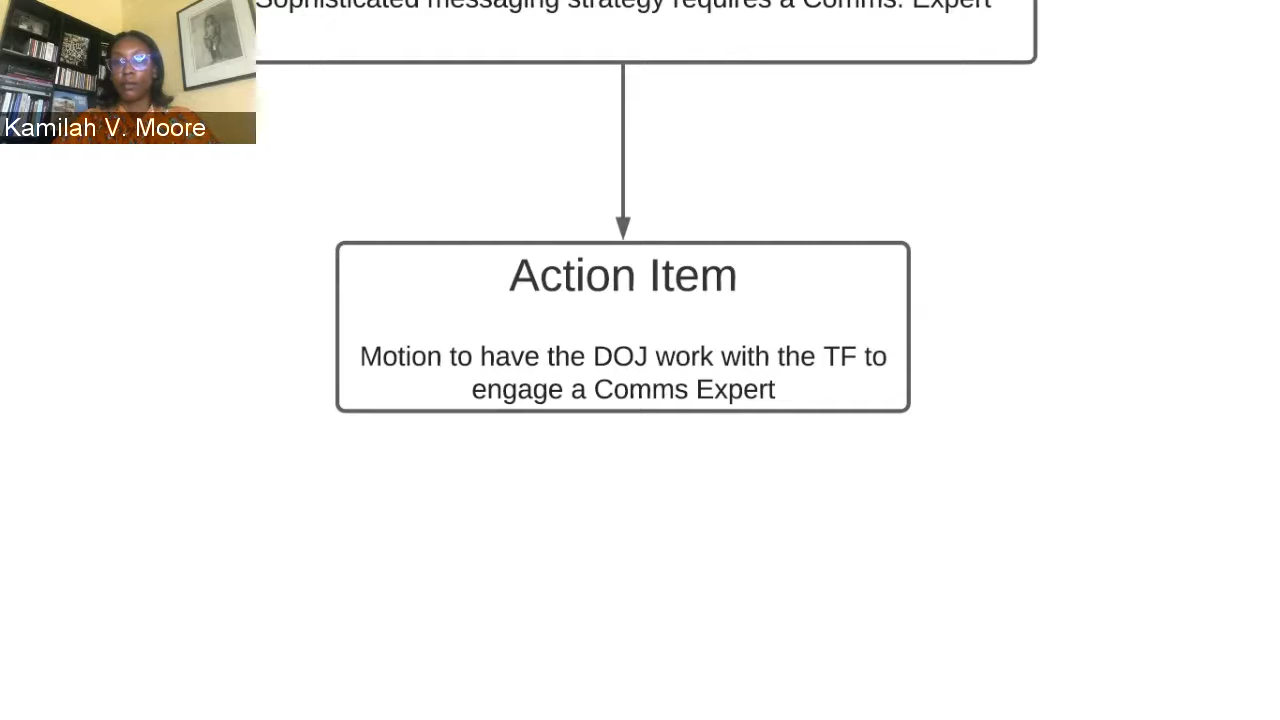 Sophisticated messaging strategy requires a Comms. Expert
Kamilah V. Moore
Action Item
Motion to have the DOJ work with the TF to
engage a Comms Expert